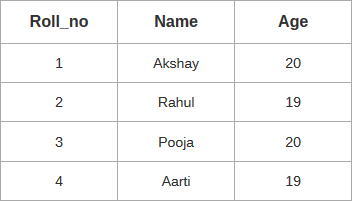 Roll_no Name Age
1 Akshay 20
2 Rahul 19
3 Pooja 20
4 Aarti 19